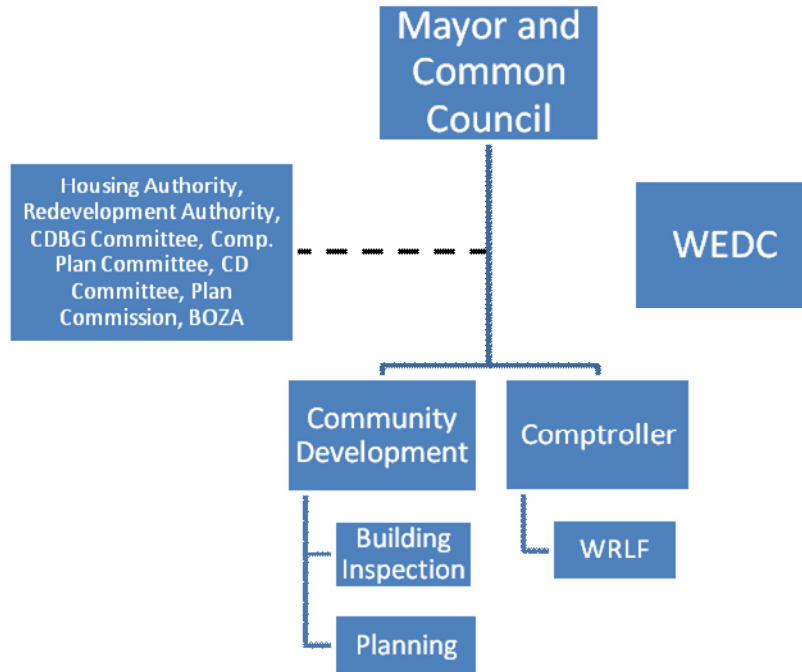 Mayor and
Common
Council
Housing Authority,
Redevelopment Authority,
CDBG Committee, Comp.
Plan Committee, CD
Committee, Plan
Commission, BOZA
WEDC
Community
Development
Comptroller
Building
Inspection
WRLF
Planning